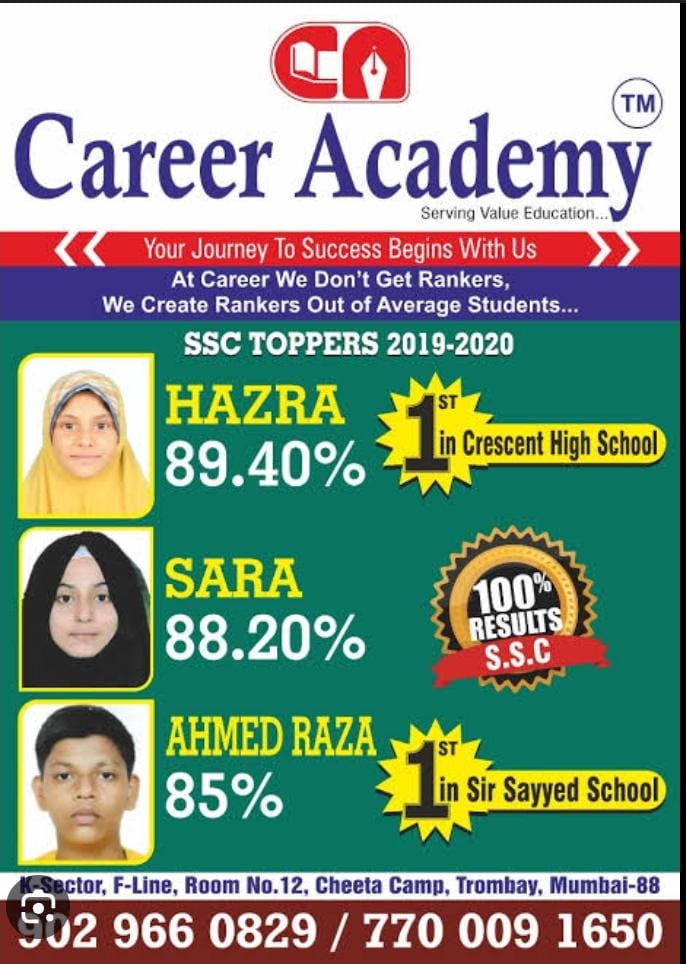 TM
Career Academy
Serving Value Education...
Your Journey To Success Begins With Us
At Career We Don't Get Rankers,
We Create Rankers Out of Average Students...
SSC TOPPERS 2019-2020
HAZRA
89.40%
1ST in Crescent High School
SARA
88.20%
100% RESULTS
S.S.C
AHMED RAZA
85%
1ST in Sir Sayyed School
K-Sector, F-Line, Room No.12, Cheeta Camp, Trombay, Mumbai-88
902 966 0829 / 770 009 1650